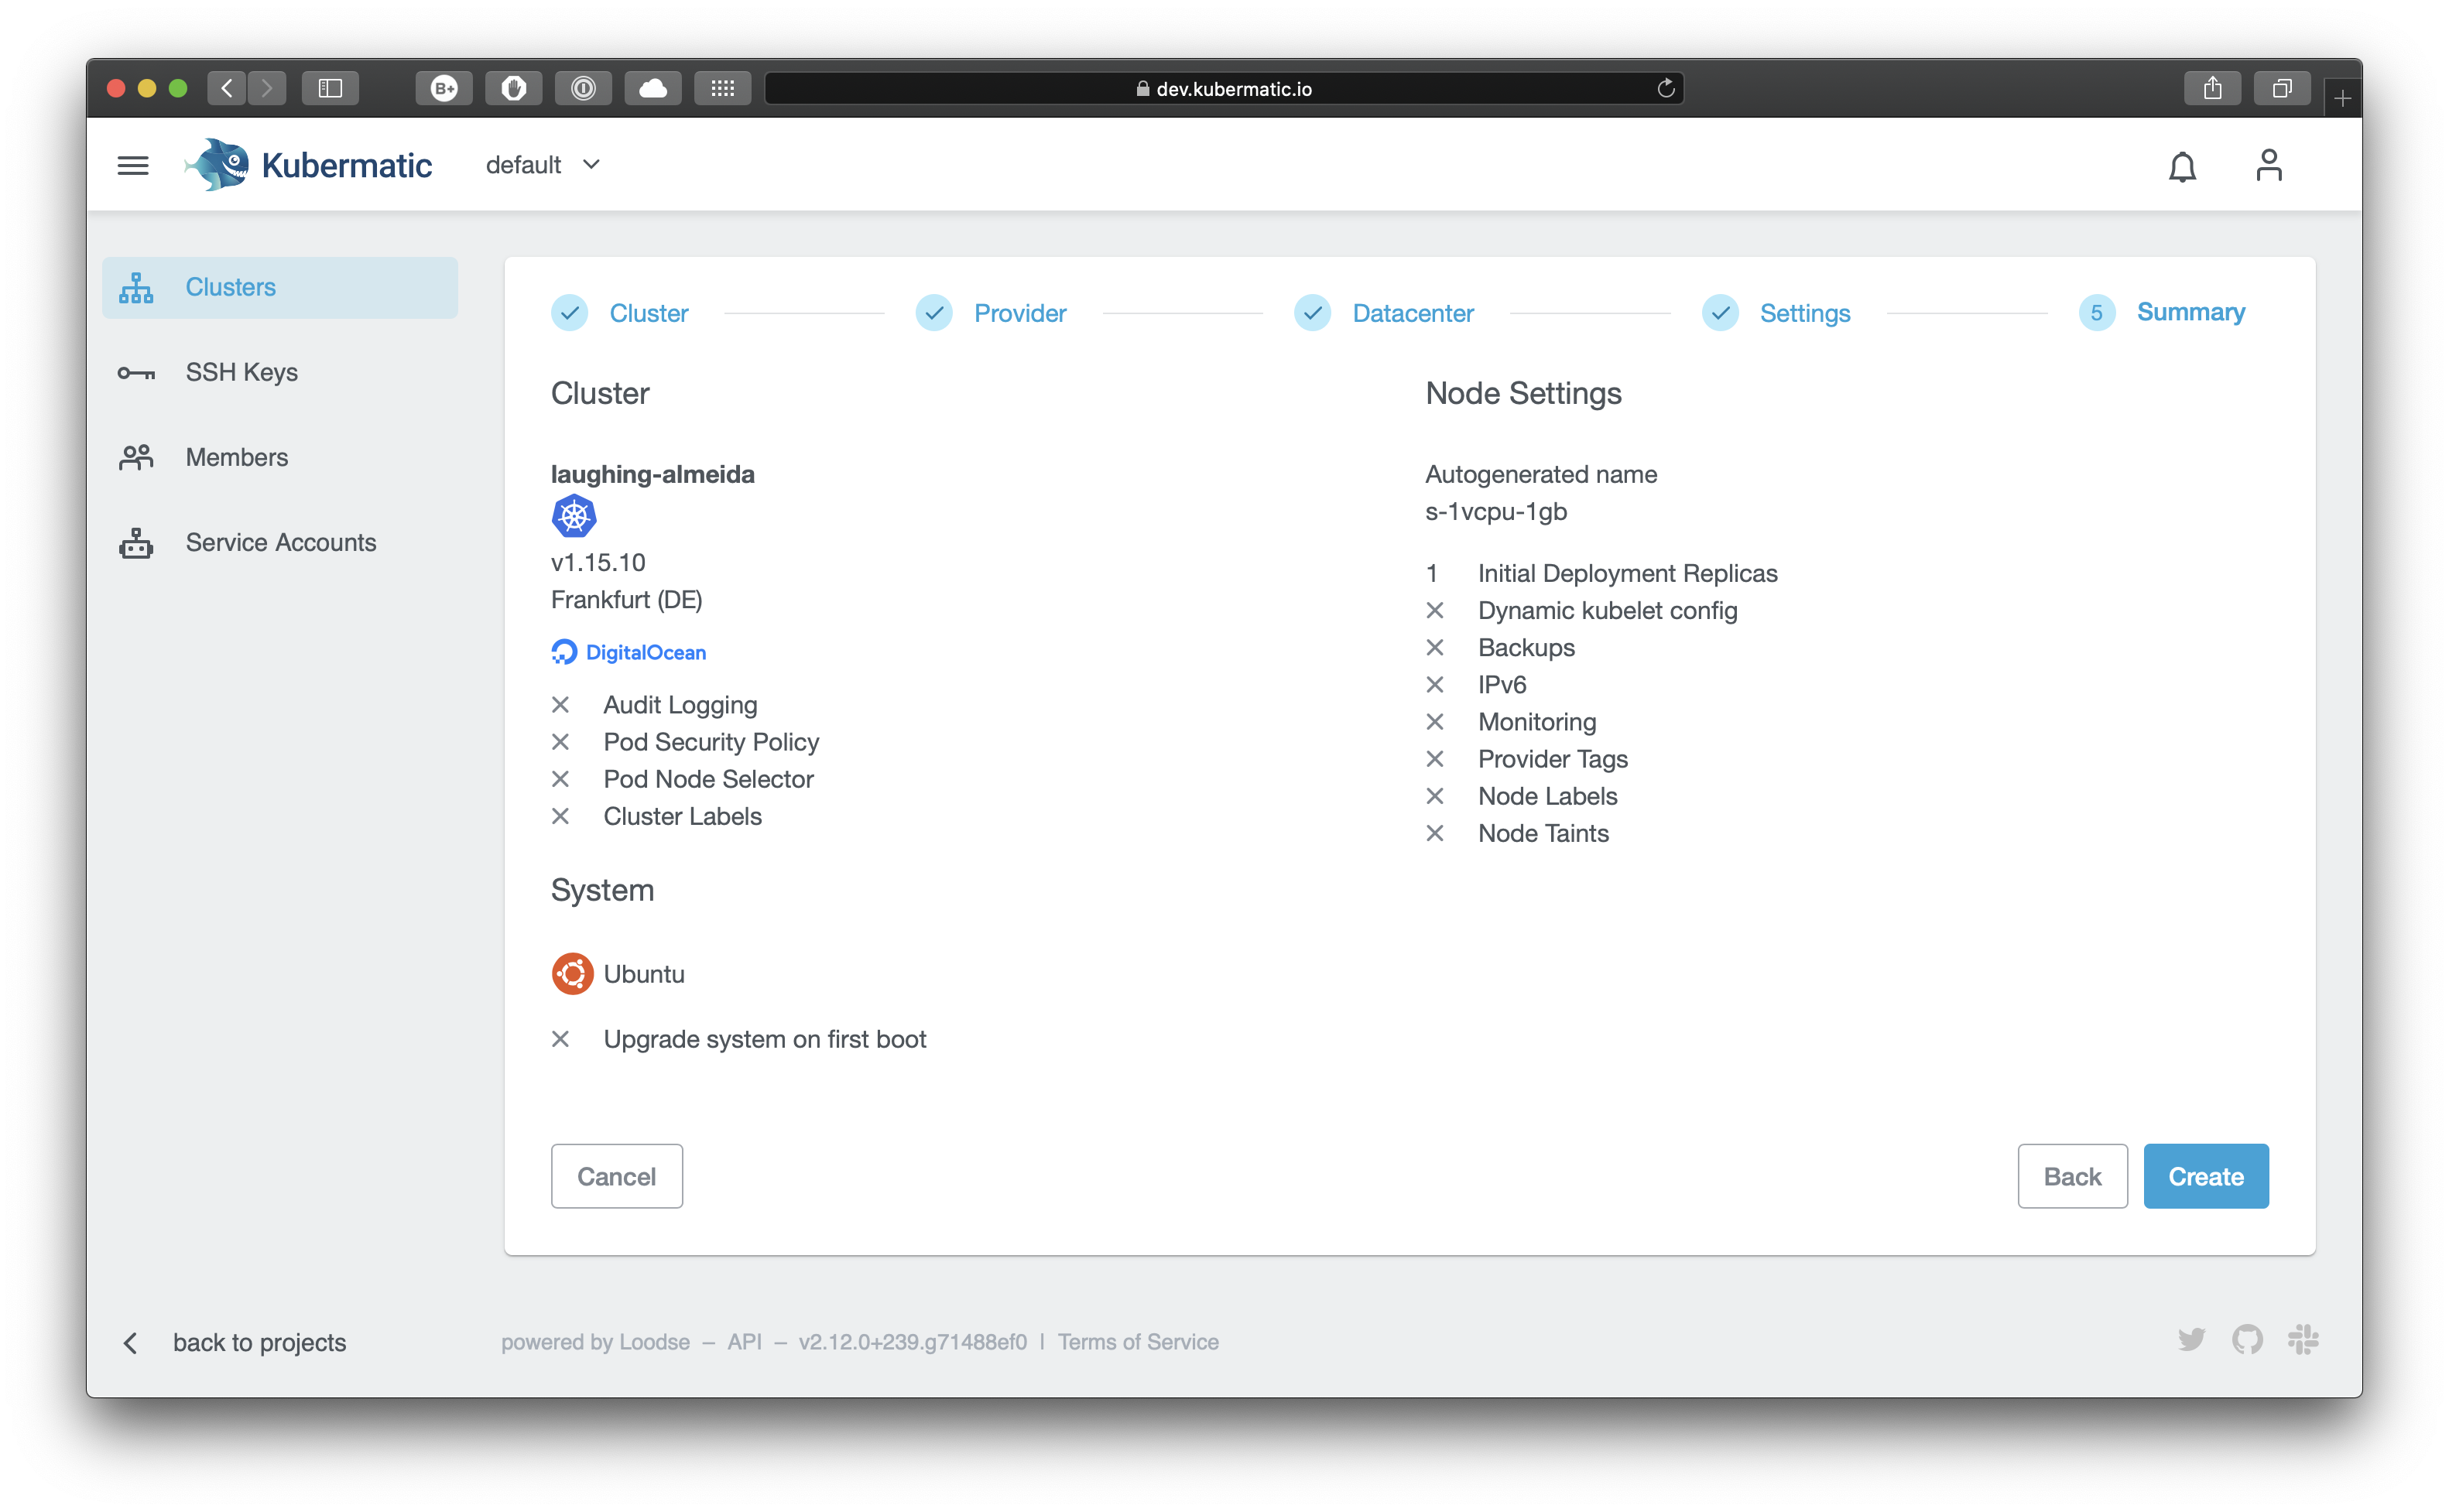 B+
dev.kubermatic.io
Kubermatic
default
Clusters
SSH Keys
Members
Service Accounts
Cluster
Provider
Datacenter
Settings
5 Summary
Cluster
laughing-almeida
v1.15.10
Frankfurt (DE)
DigitalOcean
Audit Logging
Pod Security Policy
Pod Node Selector
Cluster Labels
System
Ubuntu
Upgrade system on first boot
Node Settings
Autogenerated name
s-1vcpu-1gb
1 Initial Deployment Replicas
Dynamic kubelet config
Backups
IPv6
Monitoring
Provider Tags
Node Labels
Node Taints
Cancel
Back
Create
back to projects
powered by Loodse – API – v2.12.0+239.g71488ef0 | Terms of Service